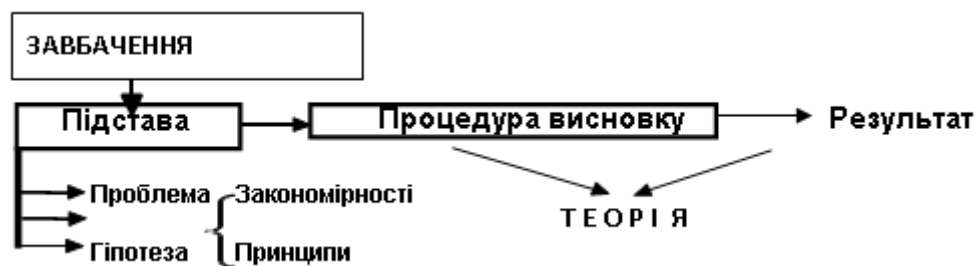 ЗАВБАЧЕННЯ
Підстава
Процедура висновку
Результат
Проблема
Закономірності
ТЕОРІЯ
Гіпотеза
Принципи